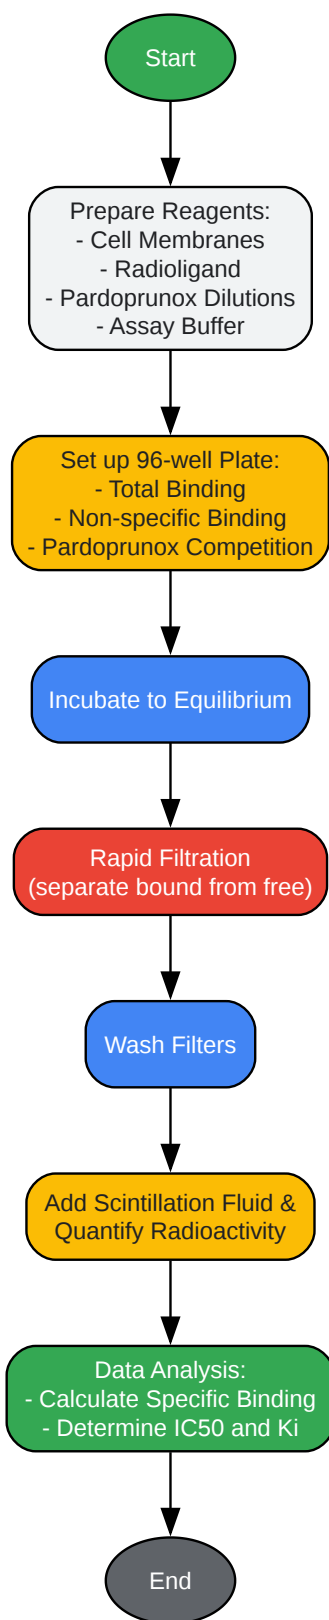 Start
Prepare Reagents:
- Cell Membranes
- Radioligand
- Pardoprunox Dilutions
- Assay Buffer
Set up 96-well Plate:
- Total Binding
- Non-specific Binding
- Pardoprunox Competition
Incubate to Equilibrium
Rapid Filtration
(separate bound from free)
Wash Filters
Add Scintillation Fluid &
Quantify Radioactivity
Data Analysis:
- Calculate Specific Binding
- Determine IC50 and Ki
End